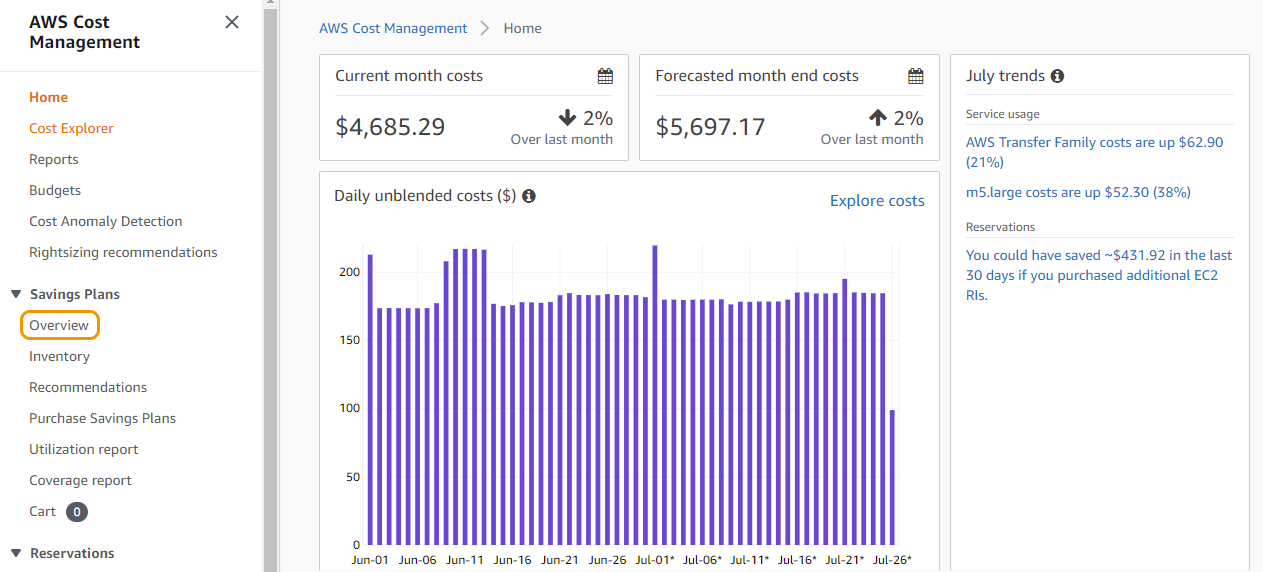 AWS Cost
Management
Home
Cost Explorer
Reports
Budgets
Cost Anomaly Detection
Rightsizing recommendations
Savings Plans
Overview
Inventory
Recommendations
Purchase Savings Plans
Utilization report
Coverage report
Cart 0
Reservations
AWS Cost Management Home
Current month costs
$4,685.29
2%
Over last month
Forecasted month end costs
$5,697.17
2%
Over last month
Daily unblended costs ($)
Explore costs
200
150
100
50
0
Jun-01 Jun-06 Jun-11 Jun-16 Jun-21 Jun-26 Jul-01* Jul-06* Jul-11* Jul-16* Jul-21* Jul-26*
July trends
Service usage
AWS Transfer Family costs are up $62.90
(21%)
m5.large costs are up $52.30 (38%)
Reservations
You could have saved ~$431.92 in the last
30 days if you purchased additional EC2
RIs.